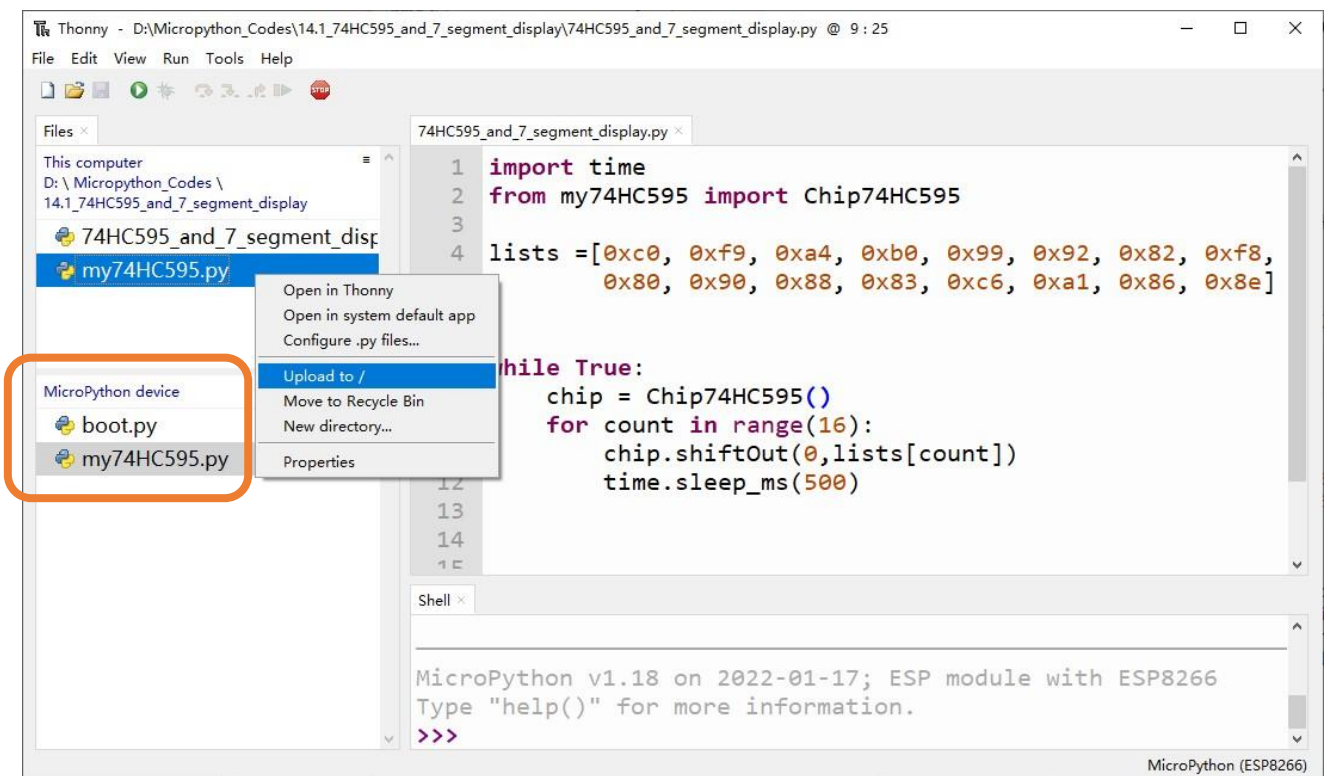 Thonny - D:\Micropython_Codes\14.1_74HC595_and_7_segment_display\74HC595_and_7_segment_display.py @ 9 : 25
File Edit View Run Tools Help
STOP
Files ×
This computer
D: \ Micropython_Codes \
14.1_74HC595_and_7_segment_display
74HC595_and_7_segment_disp
my74HC595.py
Open in Thonny
Open in system default app
Configure .py files...
Upload to /
Move to Recycle Bin
New directory...
Properties
MicroPython device
boot.py
my74HC595.py
74HC595_and_7_segment_display.py ×
1 import time
2 from my74HC595 import Chip74HC595
3
4 lists =[0xc0, 0xf9, 0xa4, 0xb0, 0x99, 0x92, 0x82, 0xf8,
0x80, 0x90, 0x88, 0x83, 0xc6, 0xa1, 0x86, 0x8e]
while True:
chip = Chip74HC595()
for count in range(16):
chip.shiftOut(0,lists[count])
12 time.sleep_ms(500)
13
14
15
Shell ×
MicroPython v1.18 on 2022-01-17; ESP module with ESP8266
Type "help()" for more information.
>>>
MicroPython (ESP8266)